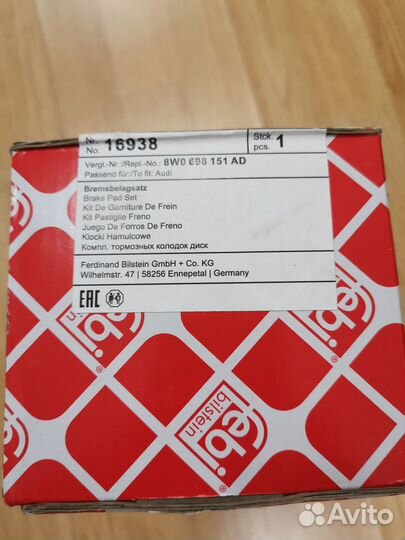 Nr.
No. 16938
Stck.
pcs. 1
Vergl.-Nr./Repl.-No.: 8W0 698 151 AD
Passend für:/To fit: Audi
Bremsbelagsatz
Brake Pad Set
Kit De Garniture De Frein
Kit Pastiglie Freno
Juego De Forros De Freno
Klocki Hamulcowe
Компл. тормозных колодок диск
Ferdinand Bilstein GmbH + Co. KG
Wilhelmstr. 47 | 58256 Ennepetal | Germany
EAC
febi
bilstein
febi
bilstein
febi
Avito